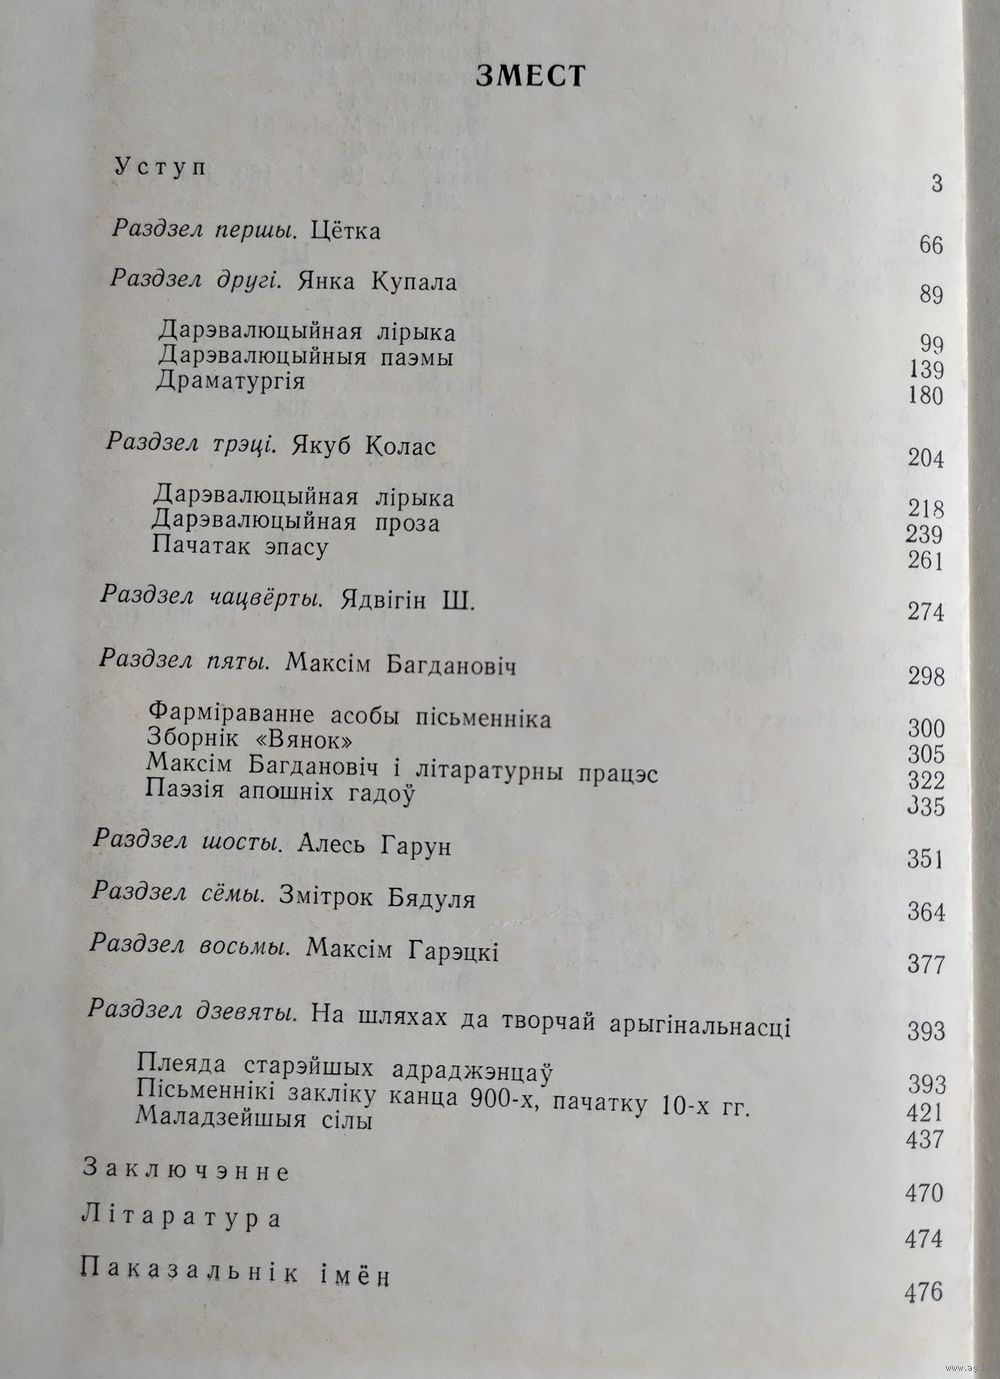 ЗМЕСТ
Уступ 3
Раздзел першы. Цётка 66
Раздзел другі. Янка Купала 89
Дарэвалюцыйная лірыка 99
Дарэвалюцыйныя паэмы 139
Драматургія 180
Раздзел трэці. Якуб Колас 204
Дарэвалюцыйная лірыка 218
Дарэвалюцыйная проза 239
Пачатак эпасу 261
Раздзел чацвёрты. Ядвігін Ш. 274
Раздзел пяты. Максім Багдановіч 298
Фарміраванне асобы пісьменніка 300
Зборнік «Вянок» 305
Максім Багдановіч і літаратурны працэс 322
Паэзія апошніх гадоў 335
Раздзел шосты. Алесь Гарун 351
Раздзел сёмы. Змітрок Бядуля 364
Раздзел восьмы. Максім Гарэцкі 377
Раздзел дзевяты. На шляхах да творчай арыгінальнасці 393
Плеяда старэйшых адраджэнцаў 393
Пісьменнікі закліку канца 900-х, пачатку 10-х гг. 421
Маладзейшыя сілы 437
Заключэнне 470
Літаратура 474
Паказальнік імён 476